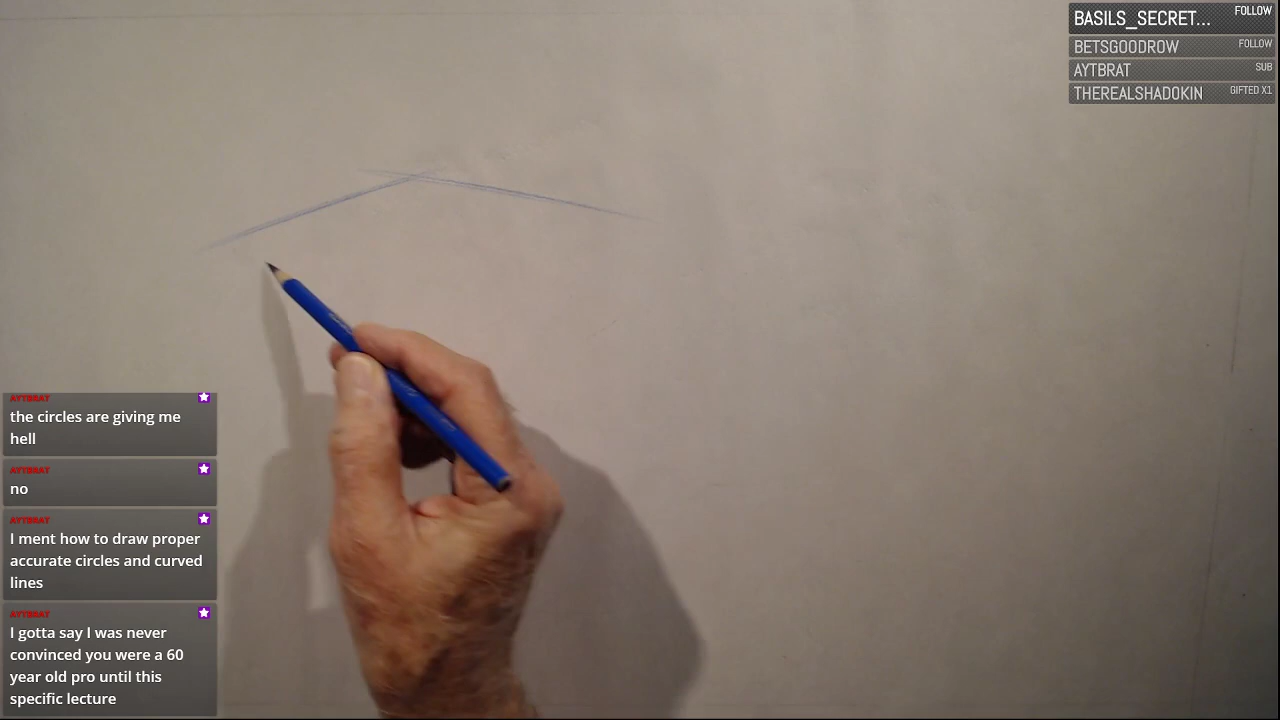 BASILS_SECRET... FOLLOW
BETSGOODROW FOLLOW
AYTBRAT SUB
THEREALSHADOKIN GIFTED X1
AYTBRAT
the circles are giving me
hell
AYTBRAT
no
AYTBRAT
I ment how to draw proper
accurate circles and curved
lines
AYTBRAT
I gotta say I was never
convinced you were a 60
year old pro until this
specific lecture